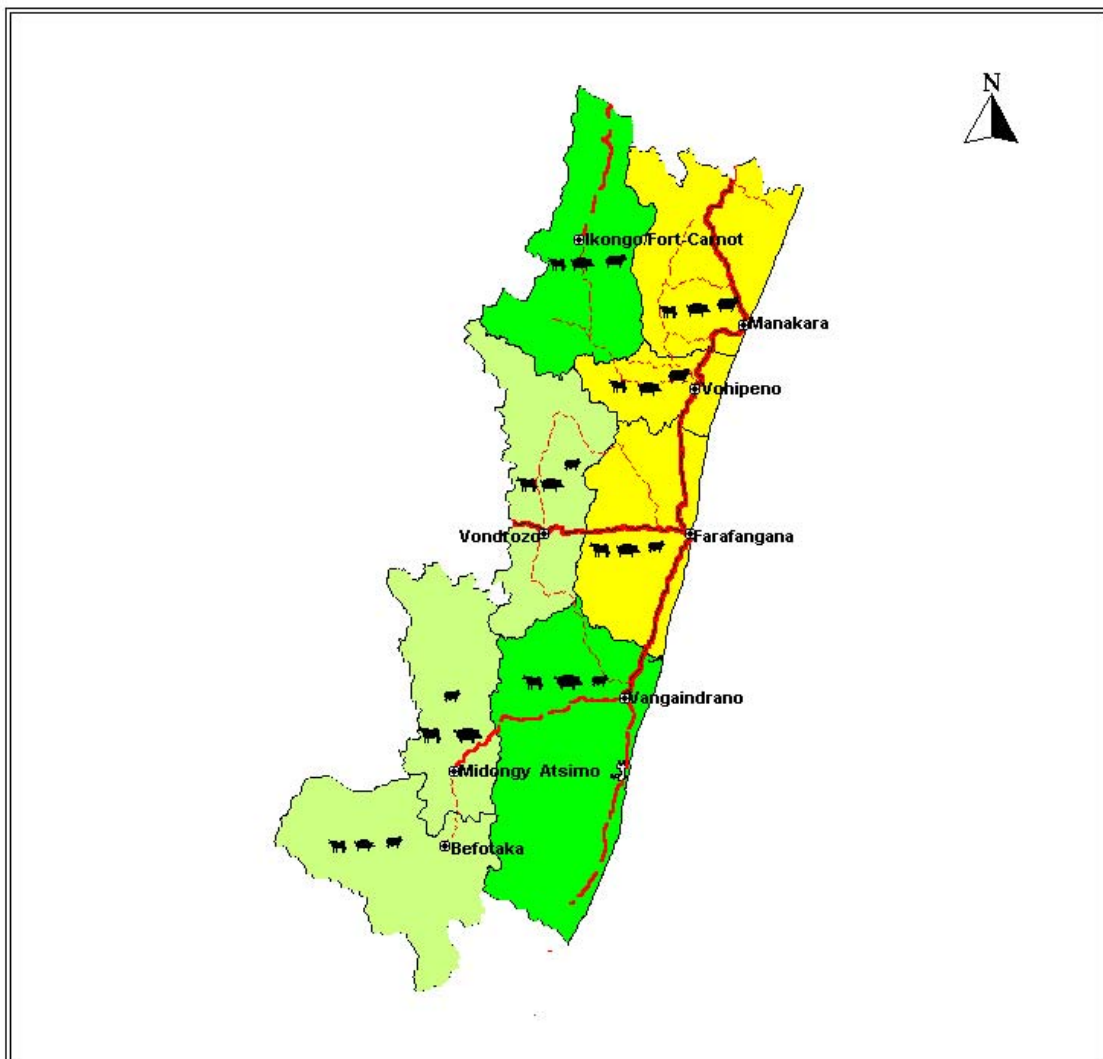 N
Ikongo/Fort-Carnot
Manakara
Vohipeno
Vondrozo
Farafangana
Vangaindrano
Midongy Atsimo
Befotaka